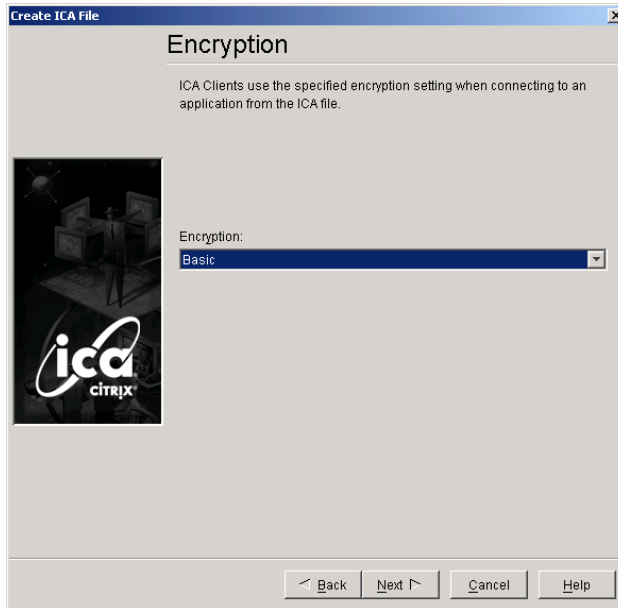 Create ICA File
Encryption
ICA Clients use the specified encryption setting when connecting to an
application from the ICA file.
Encryption:
Basic
ica
CITRIX
Back
Next
Cancel
Help